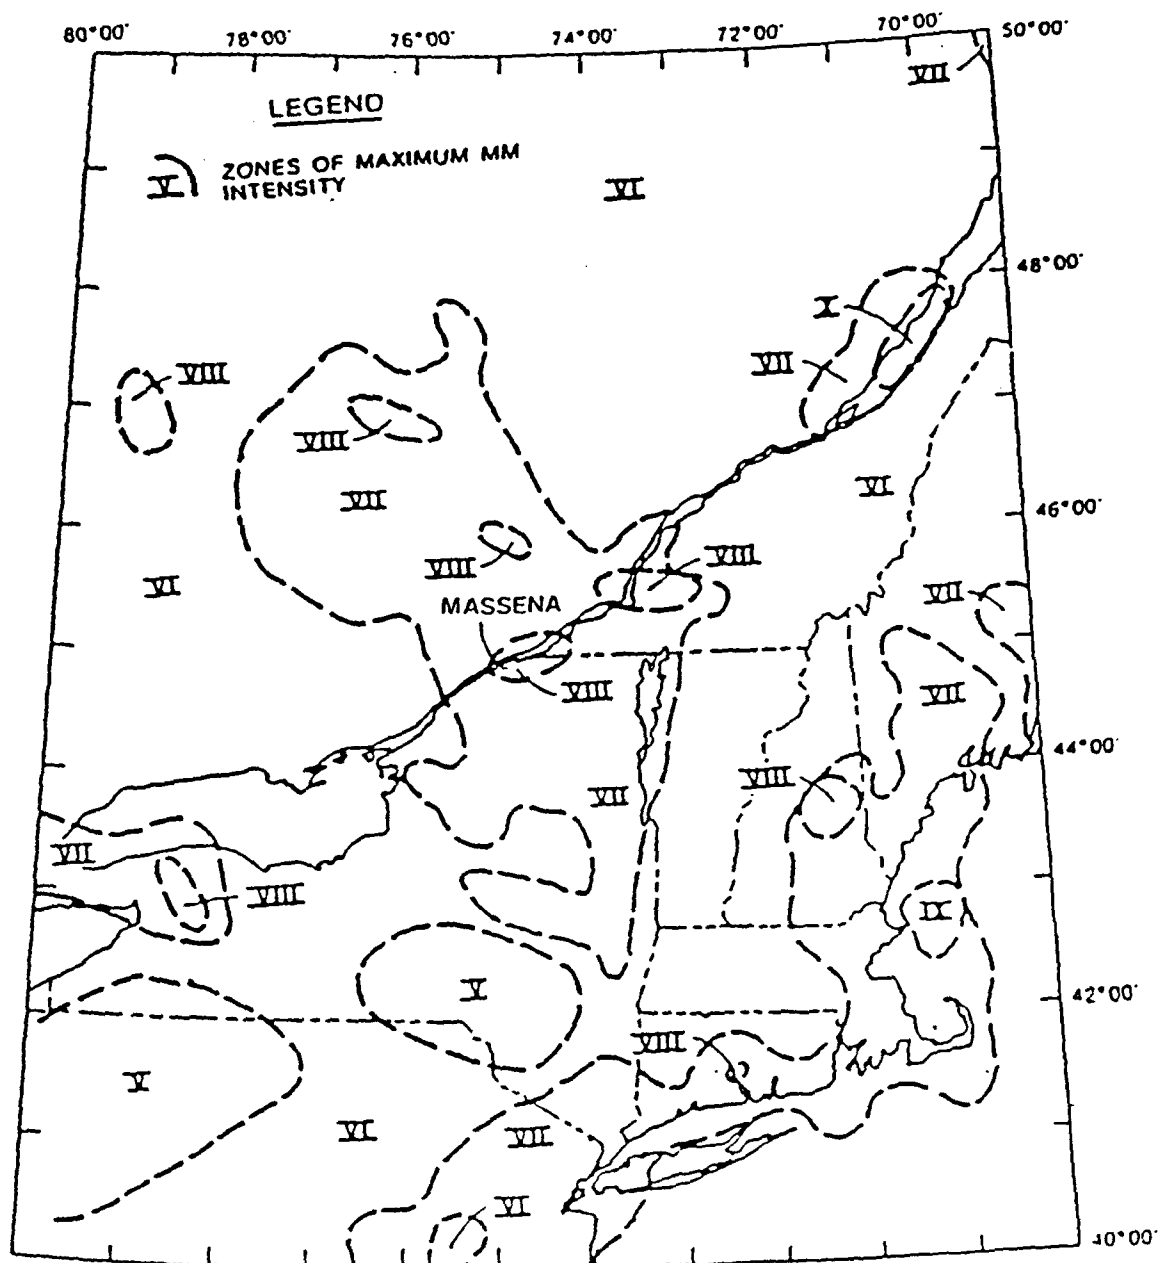 80°00' 78°00' 76°00' 74°00' 72°00' 70°00' 50°00'
VII
LEGEND
V ZONES OF MAXIMUM MM
INTENSITY
VI
48°00'
X
VII
VIII
VIII
VII
VI
46°00'
VIII
VIII
VI
MASSENA
VII
VIII
VII
44°00'
VIII
VII
VII
VIII
IX
V
42°00'
VIII
V
VI
VII
VI
40°00'